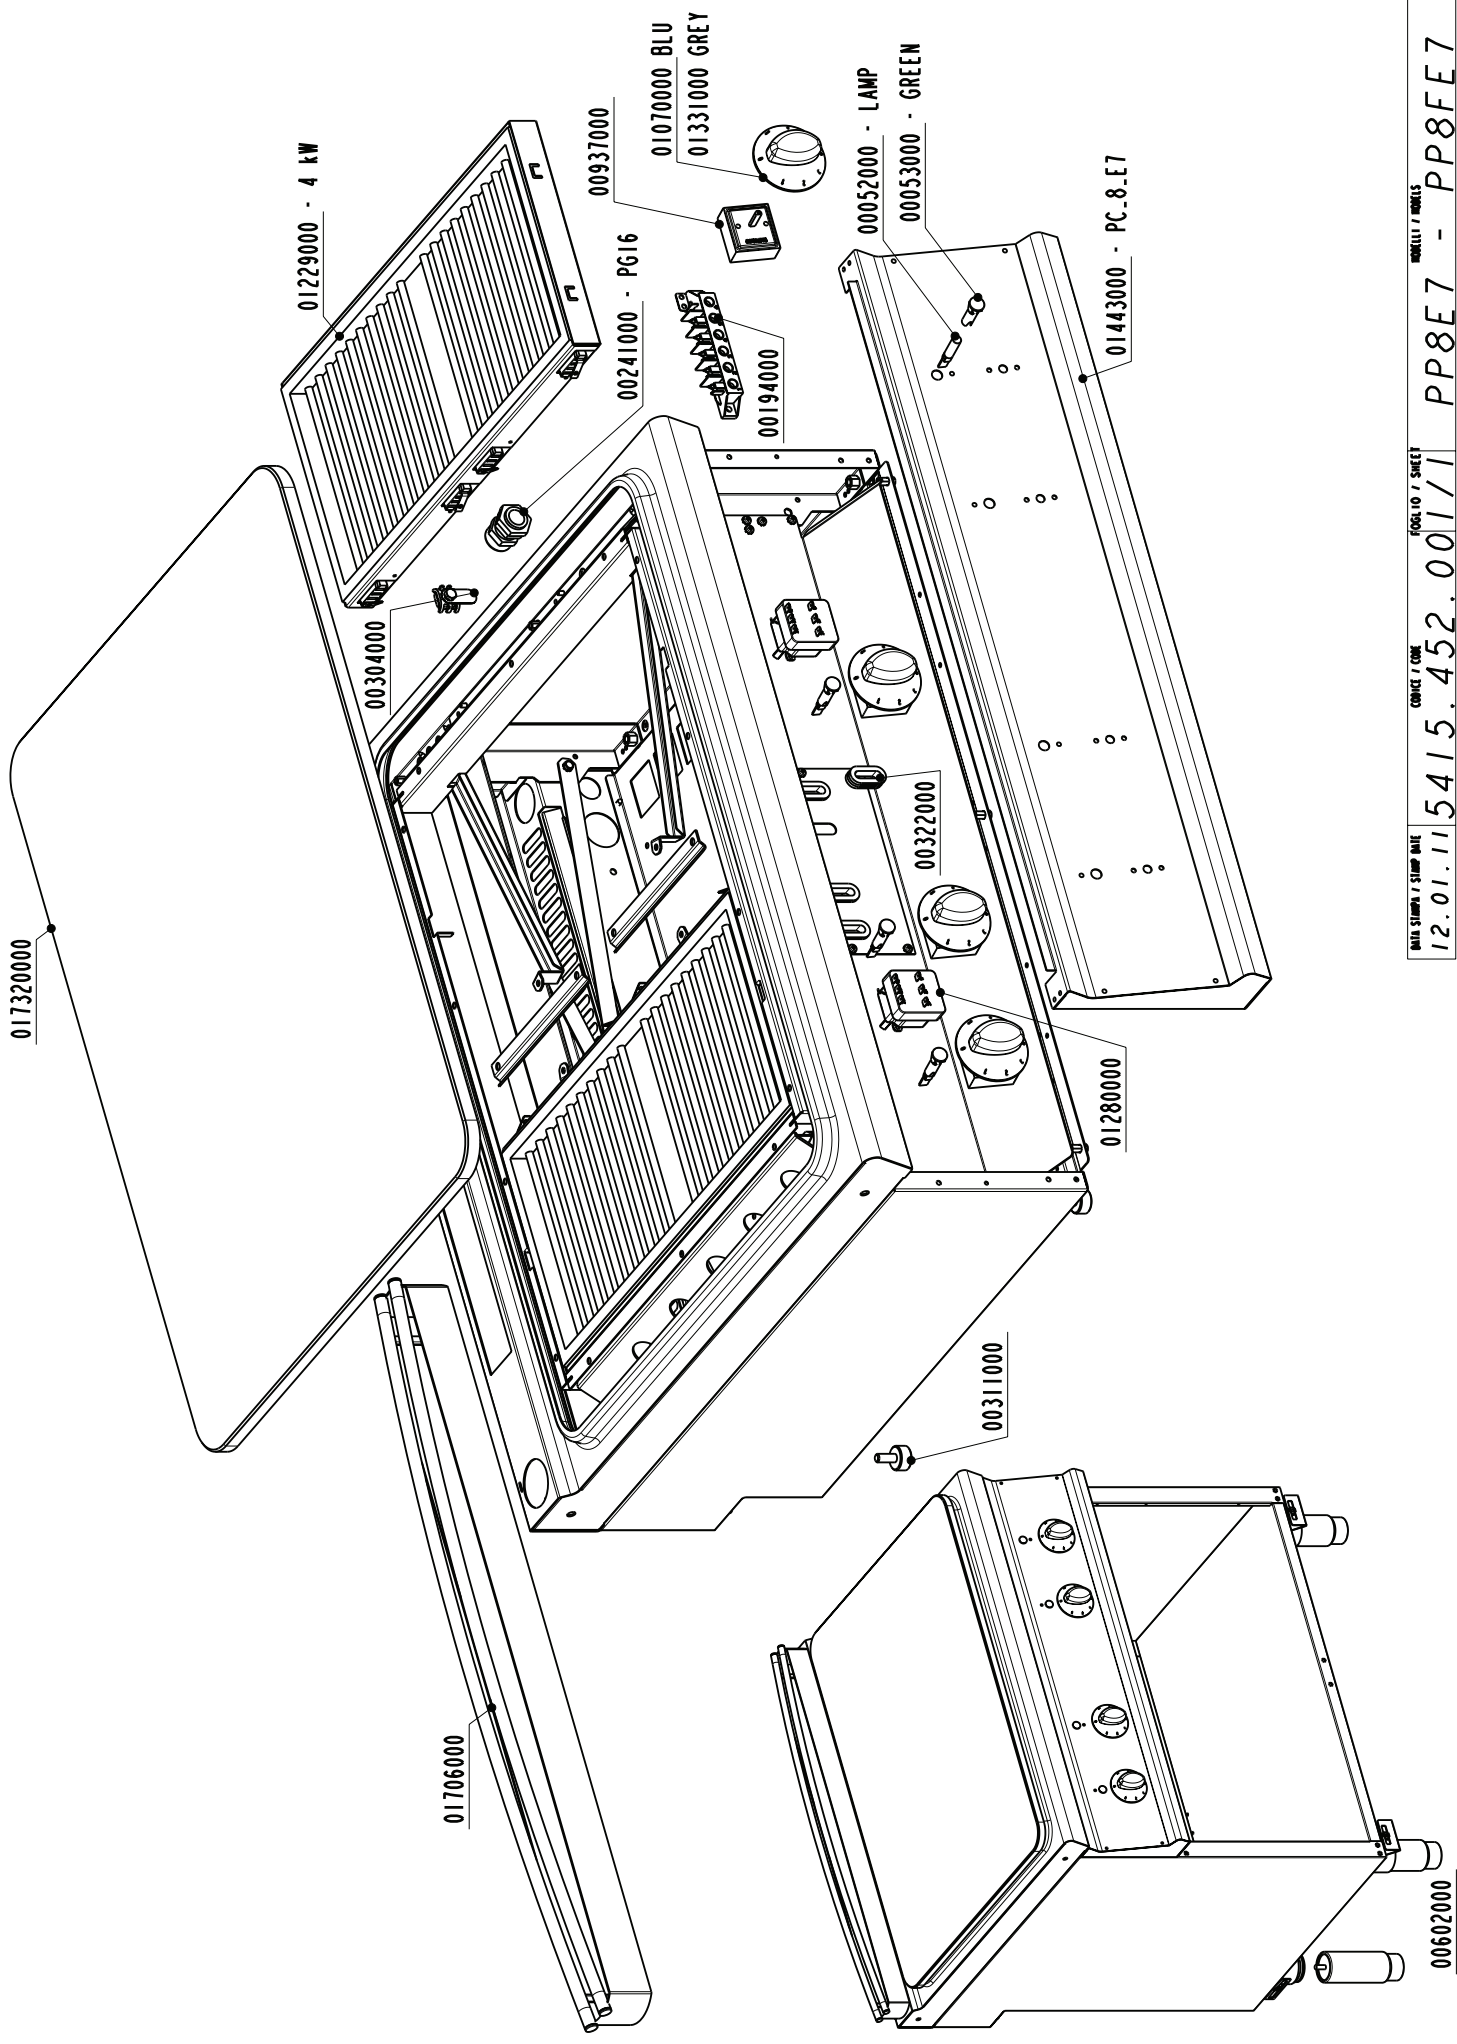 01732000
01229000 - 4 kW
00304000
00241000 - PG16
00937000
01070000 BLU
01331000 GREY
00194000
00052000 - LAMP
00053000 - GREEN
01443000 - PC_8_E7
00322000
01280000
01706000
00311000
00602000
DATA STAMPA / STAMP DATE
12.01.11
CODICE / CODE
5415.452.00
FOGLIO / SHEET
1/1
MODELLI / MODELS
PP8E7 - PP8FE7